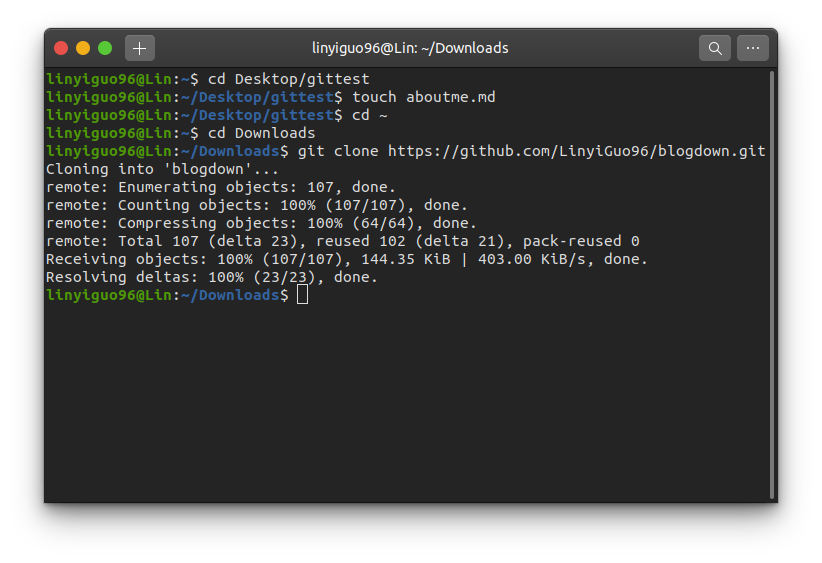 linyiguo96@Lin: ~/Downloads
linyiguo96@Lin:~$ cd Desktop/gittest
linyiguo96@Lin:~/Desktop/gittest$ touch aboutme.md
linyiguo96@Lin:~/Desktop/gittest$ cd ~
linyiguo96@Lin:~$ cd Downloads
linyiguo96@Lin:~/Downloads$ git clone https://github.com/LinyiGuo96/blogdown.git
Cloning into 'blogdown'...
remote: Enumerating objects: 107, done.
remote: Counting objects: 100% (107/107), done.
remote: Compressing objects: 100% (64/64), done.
remote: Total 107 (delta 23), reused 102 (delta 21), pack-reused 0
Receiving objects: 100% (107/107), 144.35 KiB | 403.00 KiB/s, done.
Resolving deltas: 100% (23/23), done.
linyiguo96@Lin:~/Downloads$